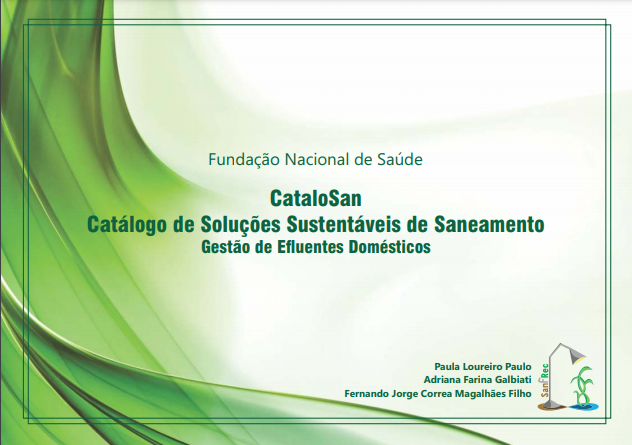 Fundação Nacional de Saúde
CataloSan
Catálogo de Soluções Sustentáveis de Saneamento
Gestão de Efluentes Domésticos
Paula Loureiro Paulo
Adriana Farina Galbiati
Fernando Jorge Correa Magalhães Filho
SanRec